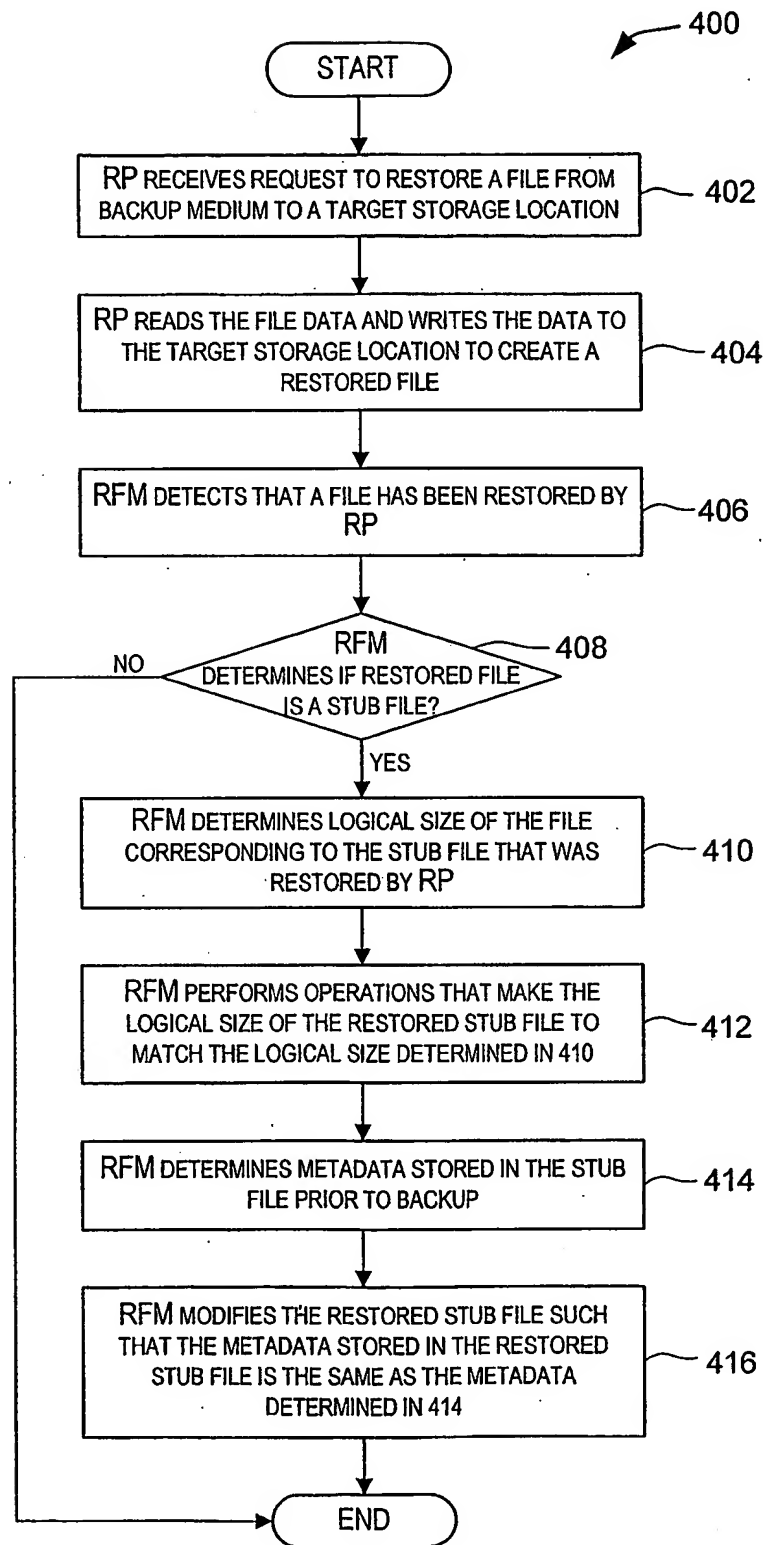 400
START
RP RECEIVES REQUEST TO RESTORE A FILE FROM
BACKUP MEDIUM TO A TARGET STORAGE LOCATION
402
RP READS THE FILE DATA AND WRITES THE DATA TO
THE TARGET STORAGE LOCATION TO CREATE A
RESTORED FILE
404
RFM DETECTS THAT A FILE HAS BEEN RESTORED BY
RP
406
RFM
DETERMINES IF RESTORED FILE
IS A STUB FILE?
408
NO
YES
RFM DETERMINES LOGICAL SIZE OF THE FILE
CORRESPONDING TO THE STUB FILE THAT WAS
RESTORED BY RP
410
RFM PERFORMS OPERATIONS THAT MAKE THE
LOGICAL SIZE OF THE RESTORED STUB FILE TO
MATCH THE LOGICAL SIZE DETERMINED IN 410
412
RFM DETERMINES METADATA STORED IN THE STUB
FILE PRIOR TO BACKUP
414
RFM MODIFIES THE RESTORED STUB FILE SUCH
THAT THE METADATA STORED IN THE RESTORED
STUB FILE IS THE SAME AS THE METADATA
DETERMINED IN 414
416
END